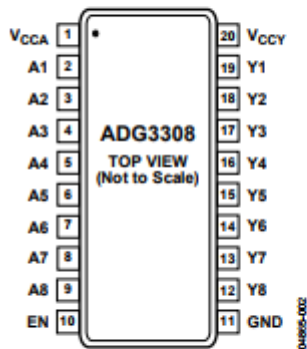 VCCA 1 20 VCCY
A1 2 19 Y1
A2 3 18 Y2
A3 4 17 Y3
A4 5 16 Y4
A5 6 15 Y5
A6 7 14 Y6
A7 8 13 Y7
A8 9 12 Y8
EN 10 11 GND
ADG3308
TOP VIEW
(Not to Scale)
04865-002